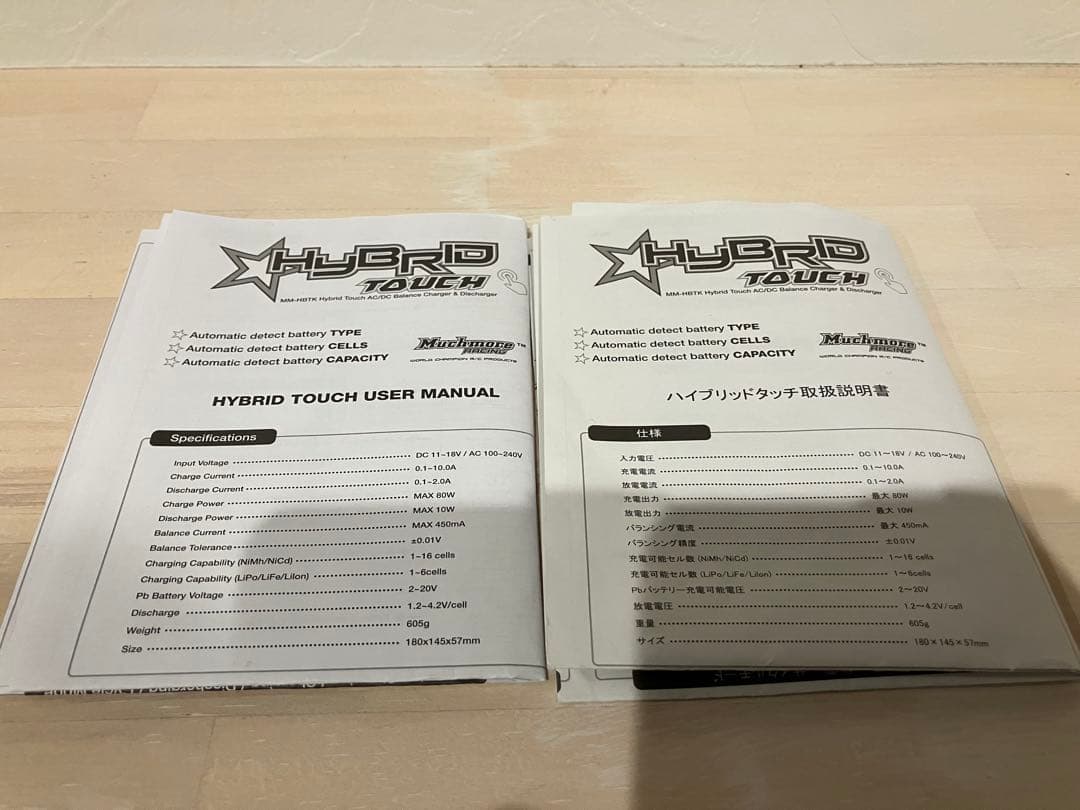 HYBRID
TOUCH
MM-HBTK Hybrid Touch AC/DC Balance Charger & Discharger
Automatic detect battery TYPE
Automatic detect battery CELLS
Automatic detect battery CAPACITY
Muchmore™
RACING
WORLD CHAMPION R/C PRODUCTS
HYBRID TOUCH USER MANUAL
Specifications
Input Voltage DC 11~18V / AC 100~240V
Charge Current 0.1~10.0A
Discharge Current 0.1~2.0A
Charge Power MAX 80W
Discharge Power MAX 10W
Balance Current MAX 450mA
Balance Tolerance ±0.01V
Charging Capability (NiMh/NiCd) 1~16 cells
Charging Capability (LiPo/LiFe/LiIon) 1~6cells
Pb Battery Voltage 2~20V
Discharge 1.2~4.2V/cell
Weight 605g
Size 180x145x57mm
HYBRID
TOUCH
MM-HBTK Hybrid Touch AC/DC Balance Charger & Discharger
Automatic detect battery TYPE
Automatic detect battery CELLS
Automatic detect battery CAPACITY
Muchmore™
RACING
WORLD CHAMPION R/C PRODUCTS
ハイブリッドタッチ取扱説明書
仕様
入力電圧 DC 11〜18V / AC 100〜240V
充電電流 0.1〜10.0A
放電電流 0.1〜2.0A
充電出力 最大 80W
放電出力 最大 10W
バランシング電流 最大 450mA
バランシング精度 ±0.01V
充電可能セル数 (NiMh/NiCd) 1〜16 cells
充電可能セル数 (LiPo/LiFe/LiIon) 1〜6cells
Pbバッテリー充電可能電圧 2〜20V
放電電圧 1.2〜4.2V/cell
重量 605g
サイズ 180×145×57mm